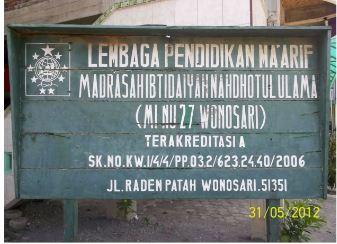 LEMBAGA PENDIDIKAN MA'ARIF
MADRASAH IBTIDAIYAH NAHDHOTUL ULAMA
(MI.NU 27 WONOSARI)
TERAKREDITASI A
SK.NO.KW.1/4/4/PP.03.2/623.24.40/2006
JL.RADEN PATAH WONOSARI.51351
31/05/2012